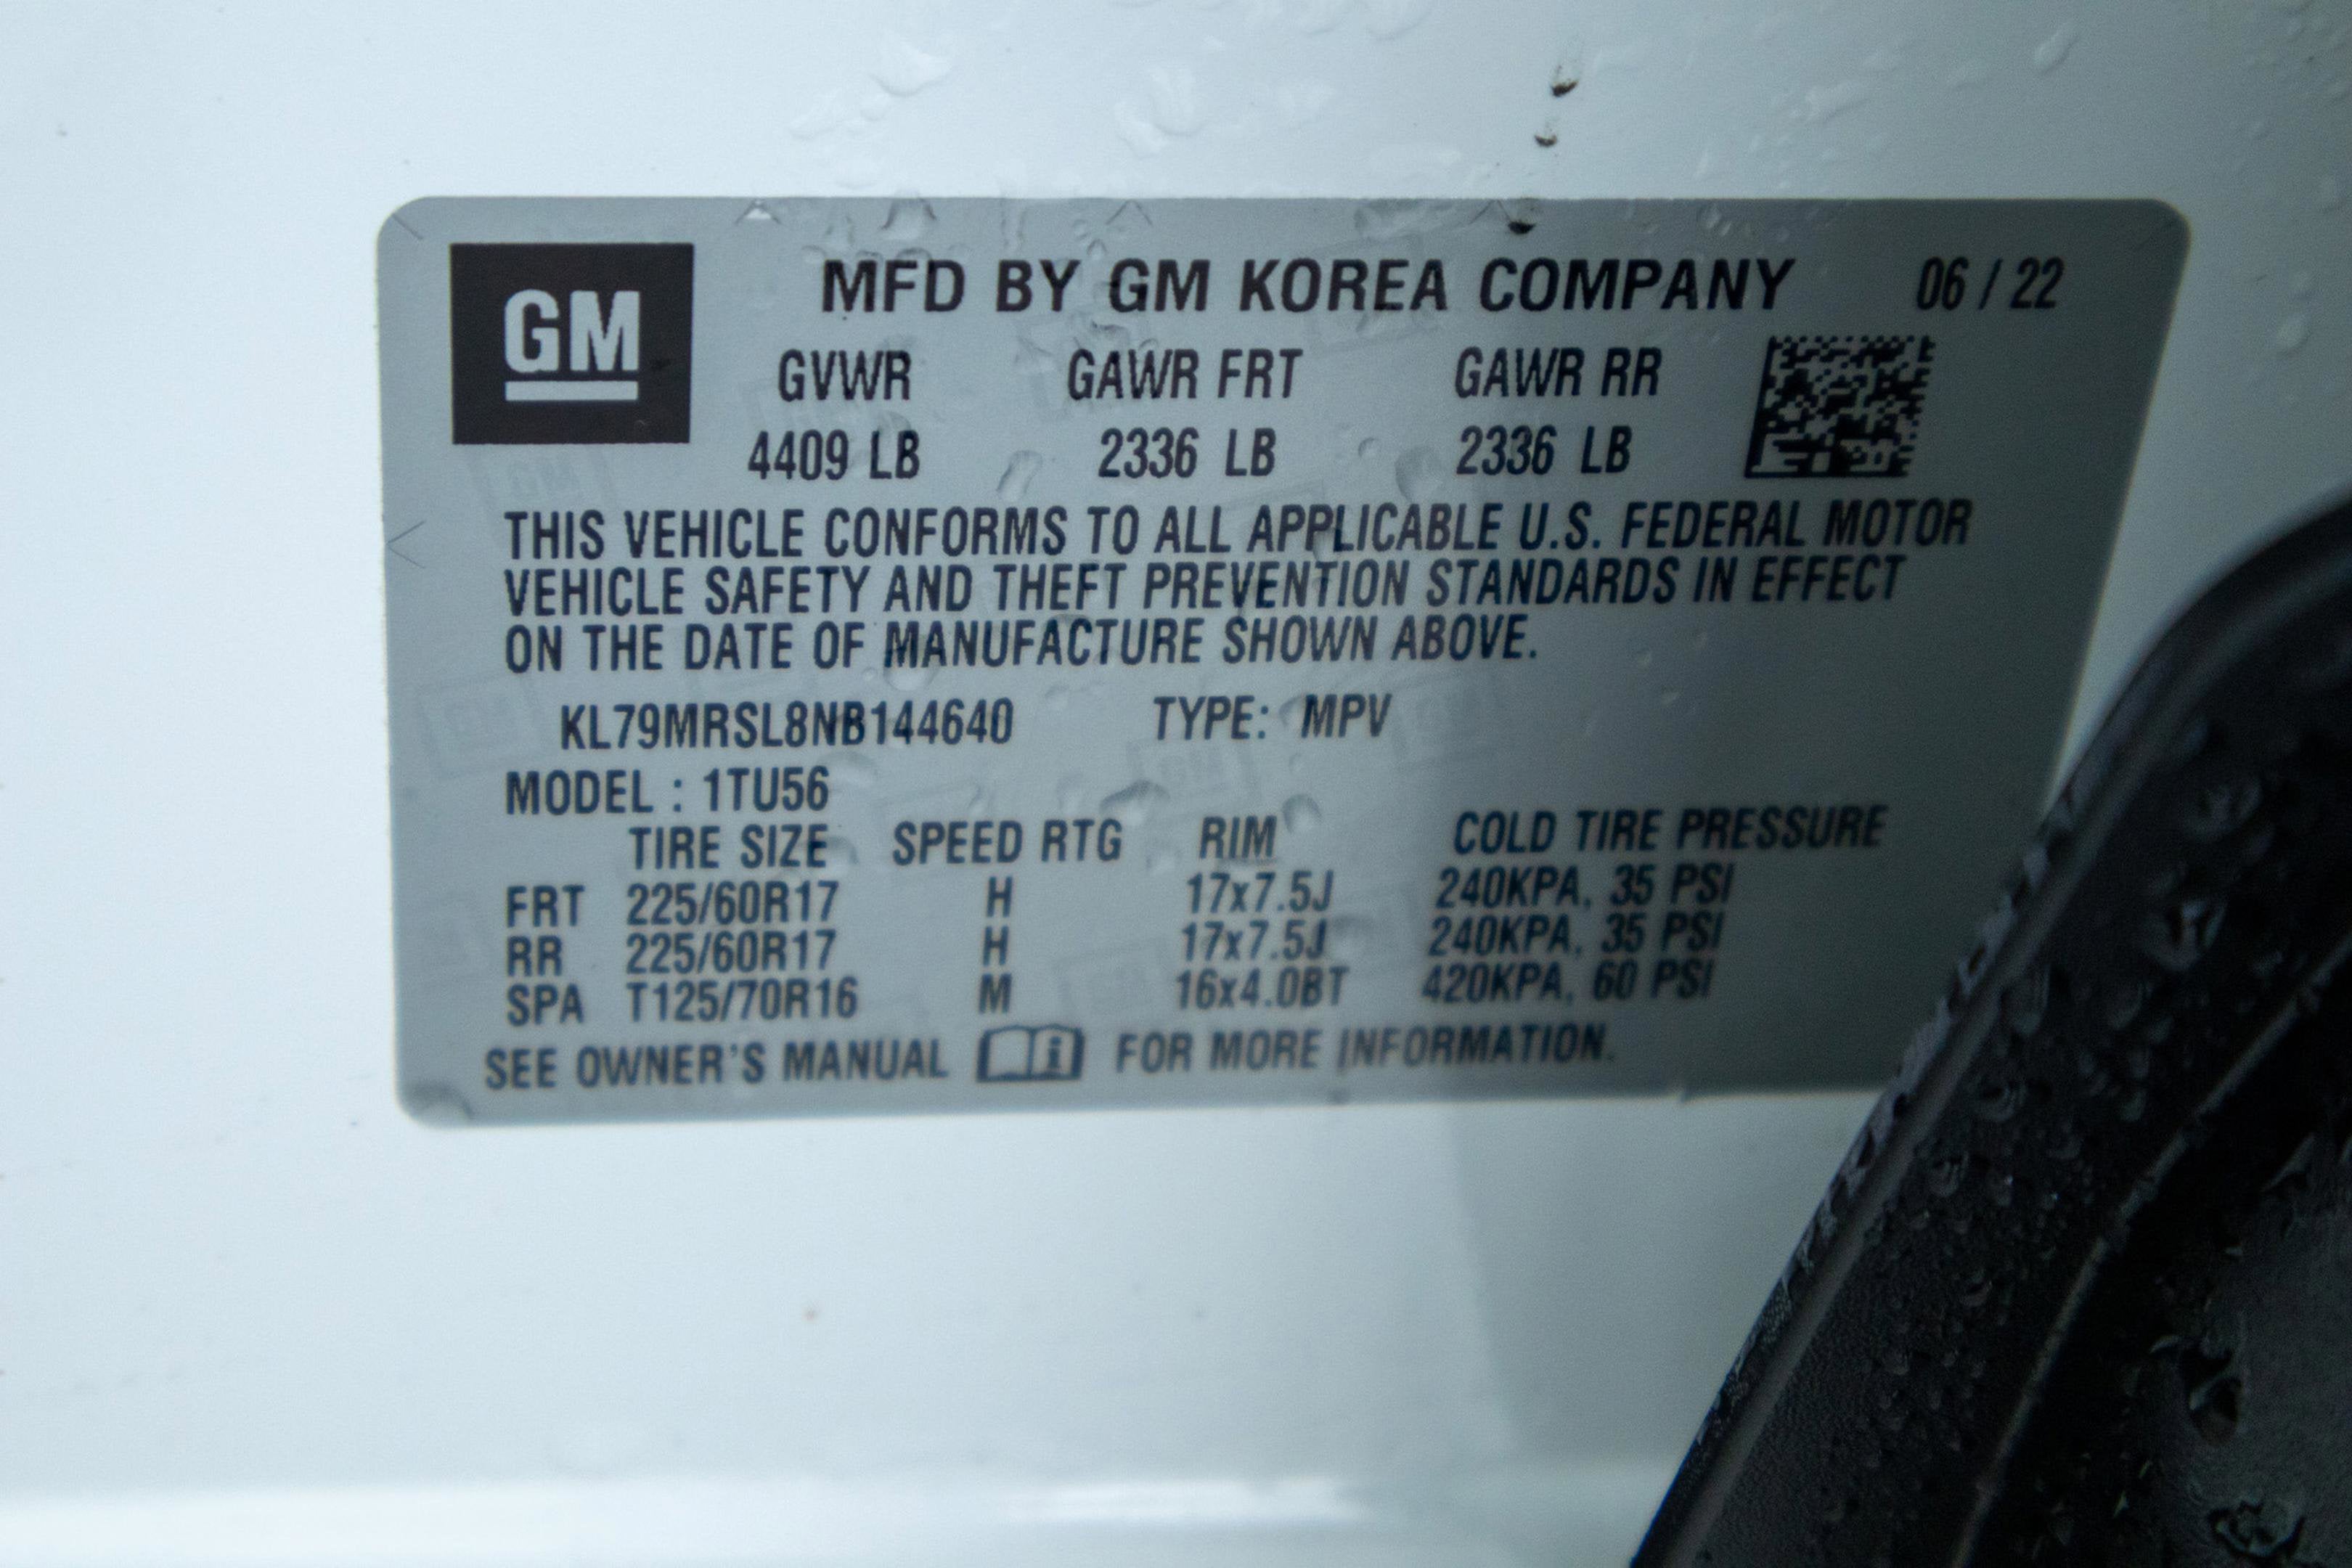 GM
MFD BY GM KOREA COMPANY 06 / 22
GVWR GAWR FRT GAWR RR
4409 LB 2336 LB 2336 LB
THIS VEHICLE CONFORMS TO ALL APPLICABLE U.S. FEDERAL MOTOR
VEHICLE SAFETY AND THEFT PREVENTION STANDARDS IN EFFECT
ON THE DATE OF MANUFACTURE SHOWN ABOVE.
KL79MRSL8NB144640 TYPE: MPV
MODEL : 1TU56
TIRE SIZE SPEED RTG RIM COLD TIRE PRESSURE
FRT 225/60R17 H 17x7.5J 240KPA, 35 PSI
RR 225/60R17 H 17x7.5J 240KPA, 35 PSI
SPA T125/70R16 M 16x4.0BT 420KPA, 60 PSI
SEE OWNER'S MANUAL FOR MORE INFORMATION.